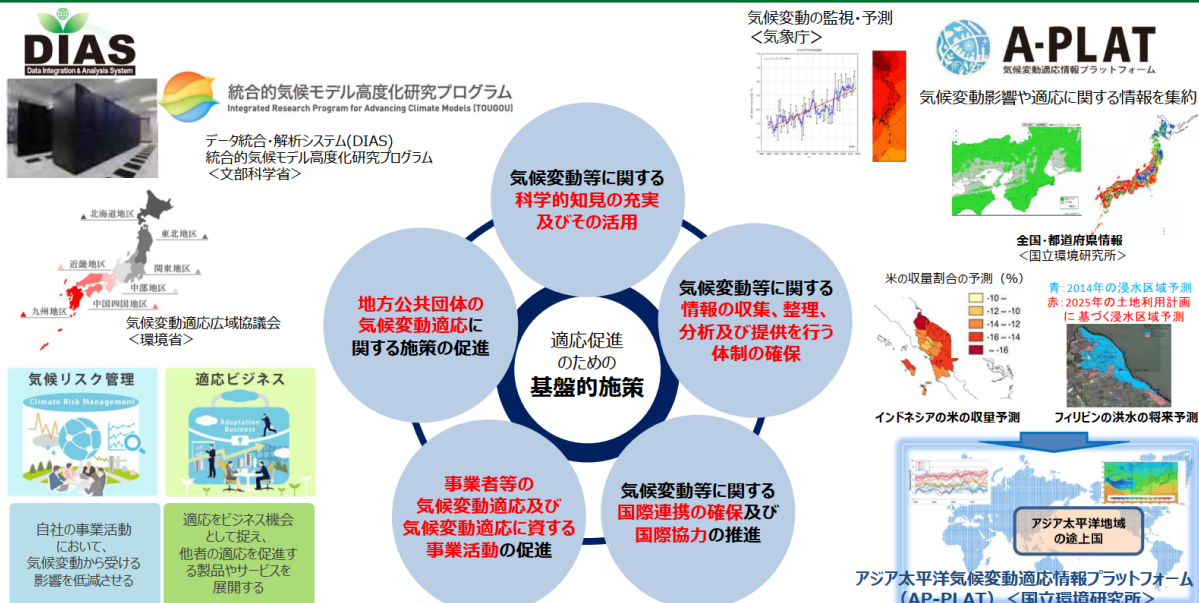 DIAS
Data Integration & Analysis System
統合的気候モデル高度化研究プログラム
Integrated Research Program for Advancing Climate Models (TOUGOU)
データ統合・解析システム(DIAS)
統合的気候モデル高度化研究プログラム
<文部科学省>
気候変動の監視・予測
<気象庁>
A-PLAT
気候変動適応情報プラットフォーム
気候変動影響や適応に関する情報を集約
全国・都道府県情報
<国立環境研究所>
北海道地区
東北地区
近畿地区
関東地区
中部地区
中国四国地区
九州地区
気候変動適応広域協議会
<環境省>
気候変動等に関する
科学的知見の充実
及びその活用
地方公共団体の
気候変動適応に
関する施策の促進
気候変動等に関する
情報の収集、整理、
分析及び提供を行う
体制の確保
適応促進
のための
基盤的施策
事業者等の
気候変動適応及び
気候変動適応に資する
事業活動の促進
気候変動等に関する
国際連携の確保及び
国際協力の推進
米の収量割合の予測(%)
-10 ~
-12 ~ -10
-14 ~ -12
-16 ~ -14
~ -16
インドネシアの米の収量予測
青:2014年の浸水区域予測
赤:2025年の土地利用計画
に基づく浸水区域予測
フィリピンの洪水の将来予測
気候リスク管理
Climate Risk Management
適応ビジネス
Adaptation
Business
自社の事業活動
において、
気候変動から受ける
影響を低減させる
適応をビジネス機会
として捉え、
他者の適応を促進す
る製品やサービスを
展開する
アジア太平洋地域
の途上国
アジア太平洋気候変動適応情報プラットフォーム
(AP-PLAT)<国立環境研究所>